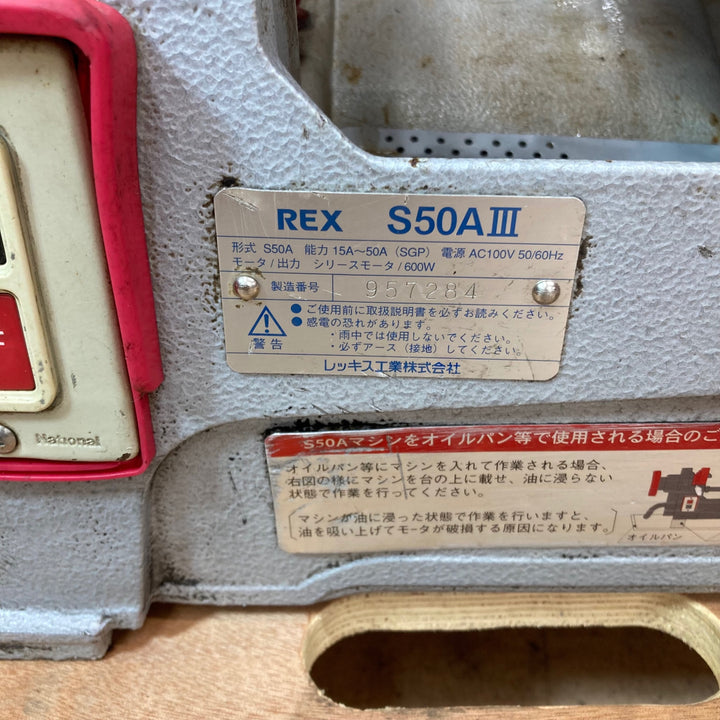 REX S50AⅢ
形式 S50A 能力 15A～50A（SGP） 電源 AC100V 50/60Hz
モータ/出力 シリースモータ/600W
製造番号 957284
●ご使用前に取扱説明書を必ずお読みください。
●感電の恐れがあります。
・雨中では使用しないでください。
・必ずアース（接地）してください。
警告
レッキス工業株式会社
National
S50Aマシンをオイルパン等で使用される場合のご
オイルパン等にマシンを入れて作業される場合、
右図の様にマシンを台の上に載せ、油に浸らない
状態で作業を行ってください。
マシンが油に浸った状態で作業を行いますと、
油を吸い上げてモータが破損する原因になります。
オイルパン